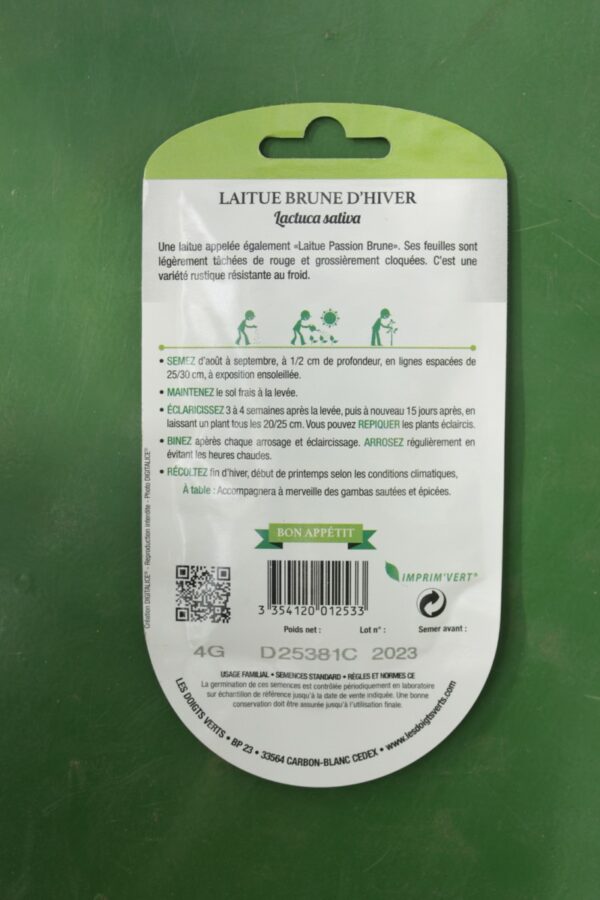 LAITUE BRUNE D'HIVER
Lactuca sativa
Une laitue appelée également «Laitue Passion Brune». Ses feuilles sont
légèrement tâchées de rouge et grossièrement cloquées. C'est une
variété rustique résistante au froid.
• SEMEZ d'août à septembre, à 1/2 cm de profondeur, en lignes espacées de
25/30 cm, à exposition ensoleillée.
• MAINTENEZ le sol frais à la levée.
• ÉCLARICISSEZ 3 à 4 semaines après la levée, puis à nouveau 15 jours après, en
laissant un plant tous les 20/25 cm. Vous pouvez REPIQUER les plants éclaircis.
• BINEZ apèrès chaque arrosage et éclaircissage. ARROSEZ régulièrement en
évitant les heures chaudes.
• RÉCOLTEZ fin d'hiver, début de printemps selon les conditions climatiques,
À table : Accompagnera à merveille des gambas sautées et épicées.
Création DIGITALICE® - Reproduction interdite - Photo DIGITALICE®
BON APPÉTIT
IMPRIM'VERT®
3 354120 012533
Poids net : Lot n° : Semer avant :
4G D25381C 2023
USAGE FAMILIAL • SEMENCES STANDARD • RÈGLES ET NORMES CE
La germination de ces semences est contrôlée périodiquement en laboratoire
sur échantillon de référence jusqu'à la date de vente indiquée. Une bonne
conservation doit être assurée jusqu'à l'utilisation finale.
LES DOIGTS VERTS • BP 23 • 33564 CARBON-BLANC CEDEX • www.lesdoigtsverts.com